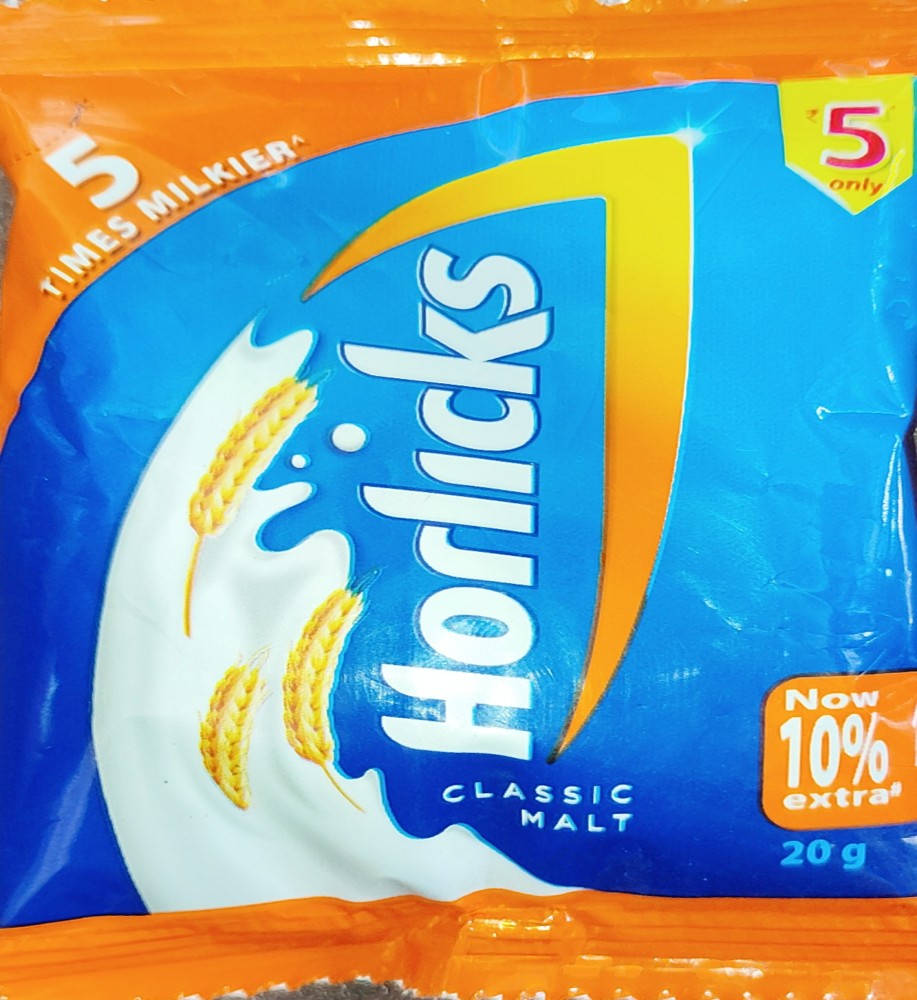 5
TIMES MILKIER^
₹5
only
Horlicks
CLASSIC
MALT
Now
10%
extra#
20 g